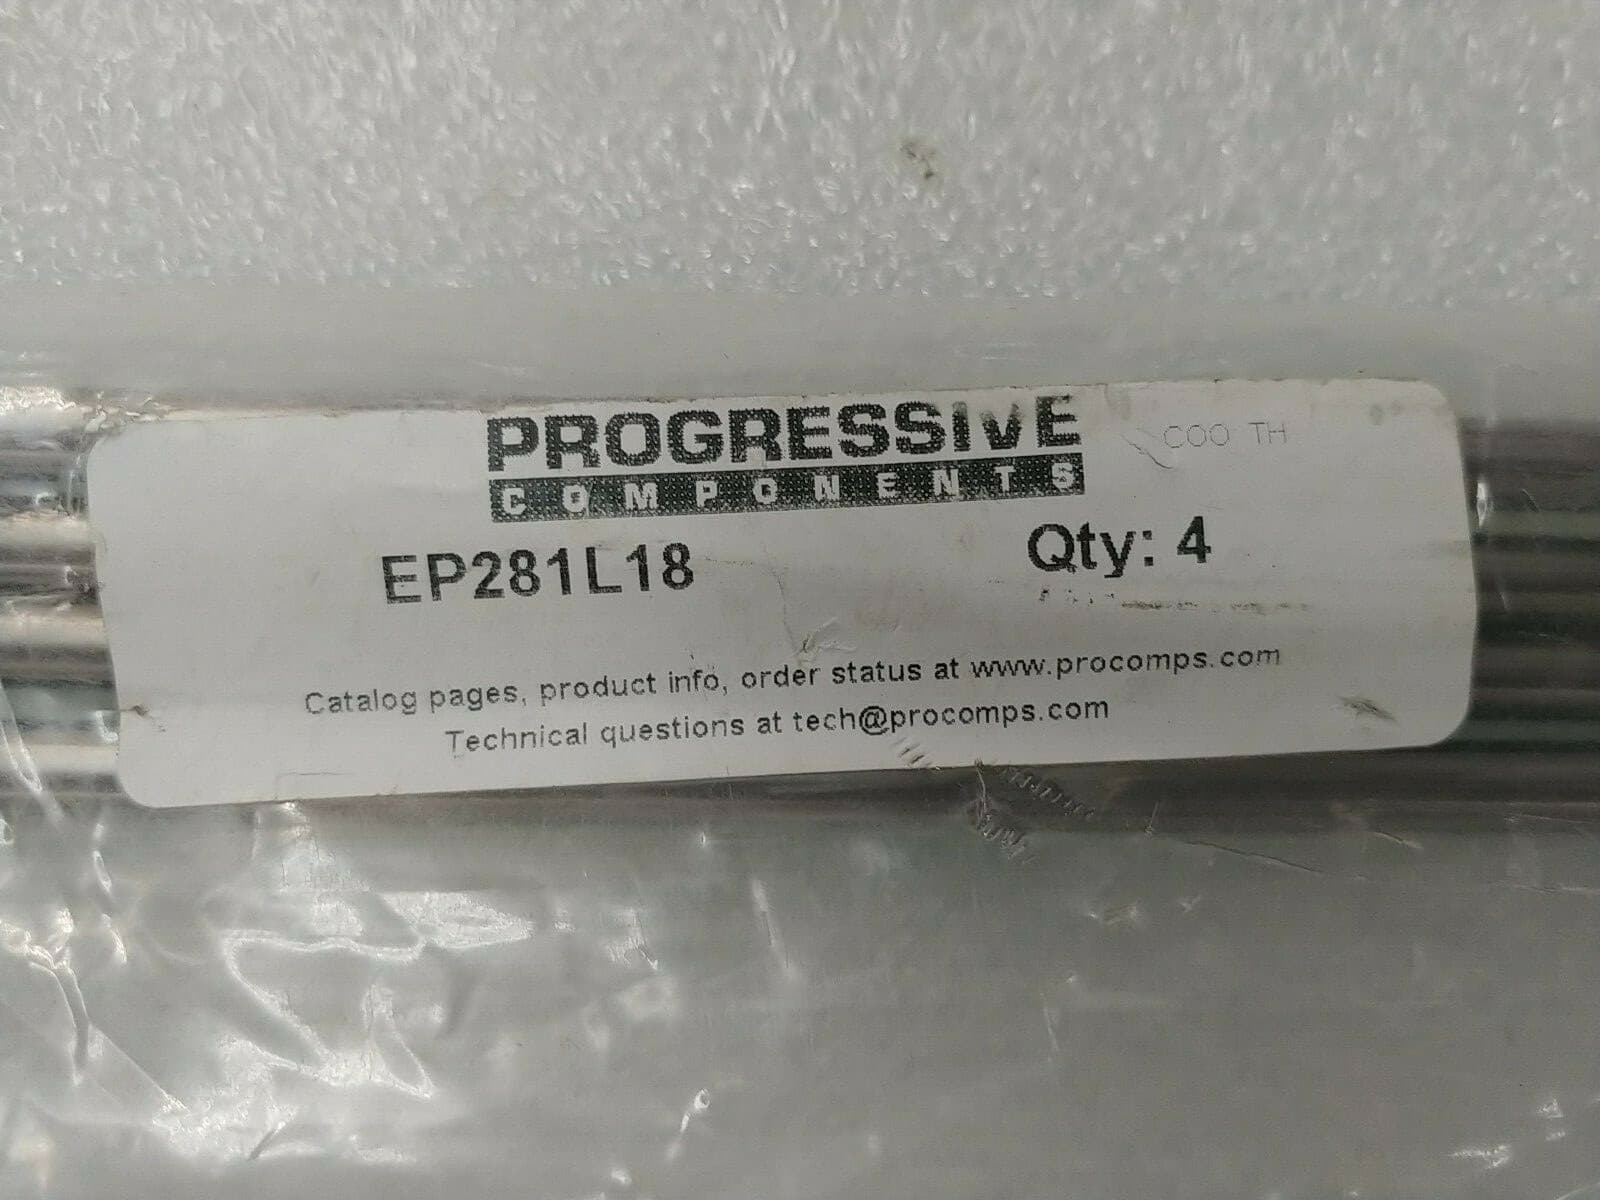 PROGRESSIVE
COMPONENTS
COO TH
EP281L18
Qty: 4
Catalog pages, product info, order status at www.procomps.com
Technical questions at tech@procomps.com